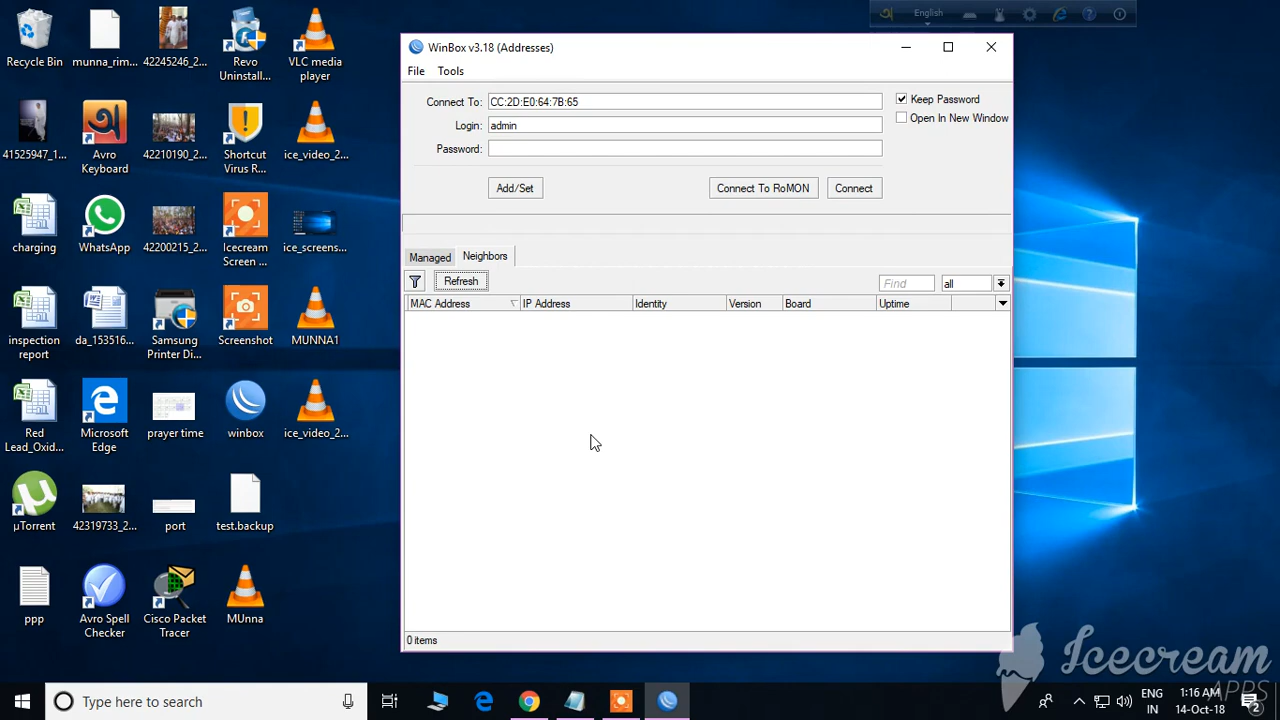 Recycle Bin
munna_rim...
42245246_2...
Revo
Uninstall...
VLC media
player
41525947_1...
Avro
Keyboard
42210190_2...
Shortcut
Virus R...
ice_video_2...
charging
WhatsApp
42200215_2...
Icecream
Screen ...
ice_screens...
inspection
report
da_153516...
Samsung
Printer Di...
Screenshot
MUNNA1
Red
Lead_Oxid...
Microsoft
Edge
prayer time
winbox
ice_video_2...
µTorrent
42319733_2...
port
test.backup
ppp
Avro Spell
Checker
Cisco Packet
Tracer
MUnna
অ English
WinBox v3.18 (Addresses)
File Tools
Connect To: CC:2D:E0:64:7B:65
Keep Password
Login: admin
Open In New Window
Password:
Add/Set
Connect To RoMON
Connect
Managed
Neighbors
Refresh
Find
all
MAC Address IP Address Identity Version Board Uptime
0 items
Icecream
APPS
Type here to search
ENG
IN
1:16 AM
14-Oct-18
2